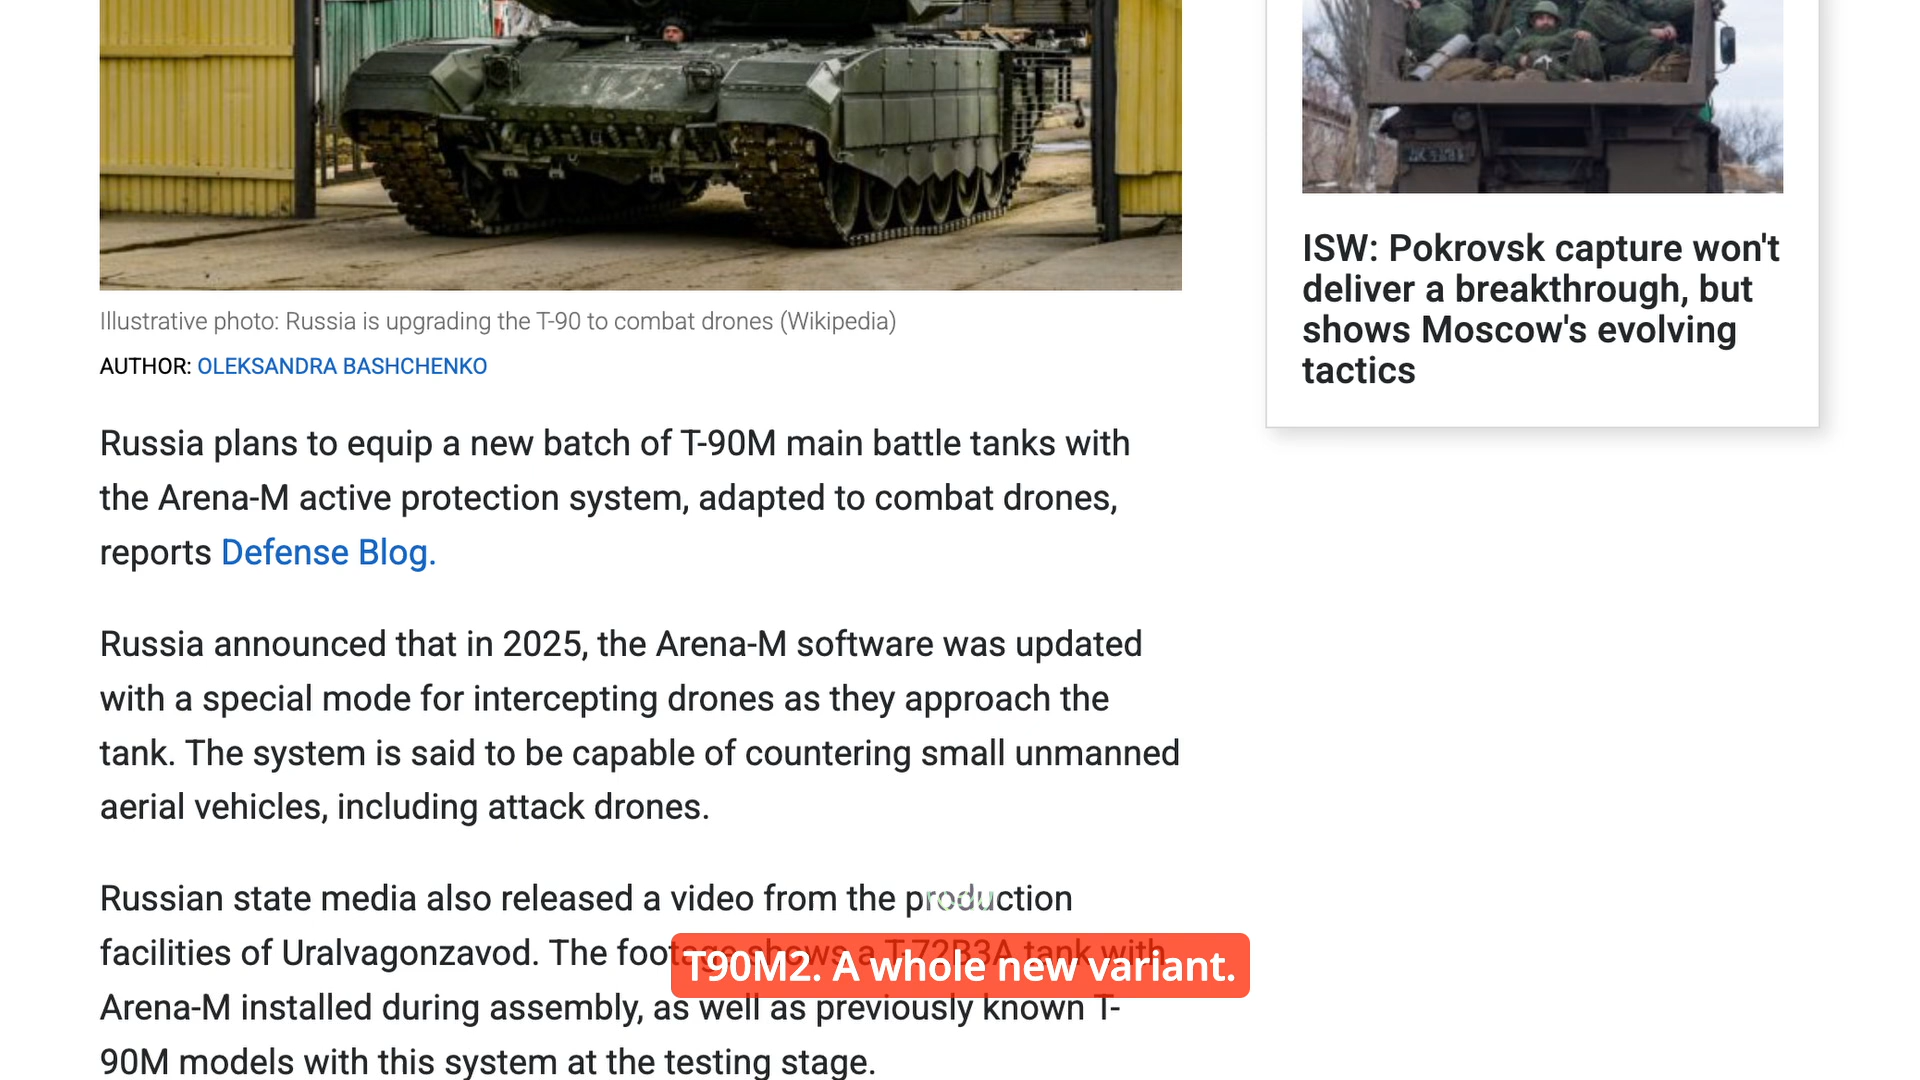 Illustrative photo: Russia is upgrading the T-90 to combat drones (Wikipedia)
AUTHOR: OLEKSANDRA BASHCHENKO
Russia plans to equip a new batch of T-90M main battle tanks with
the Arena-M active protection system, adapted to combat drones,
reports Defense Blog.
Russia announced that in 2025, the Arena-M software was updated
with a special mode for intercepting drones as they approach the
tank. The system is said to be capable of countering small unmanned
aerial vehicles, including attack drones.
Russian state media also released a video from the production
facilities of Uralvagonzavod. The footage shows a T-72B3A tank with
Arena-M installed during assembly, as well as previously known T-
90M models with this system at the testing stage.
T90M2. A whole new variant.
ISW: Pokrovsk capture won't
deliver a breakthrough, but
shows Moscow's evolving
tactics